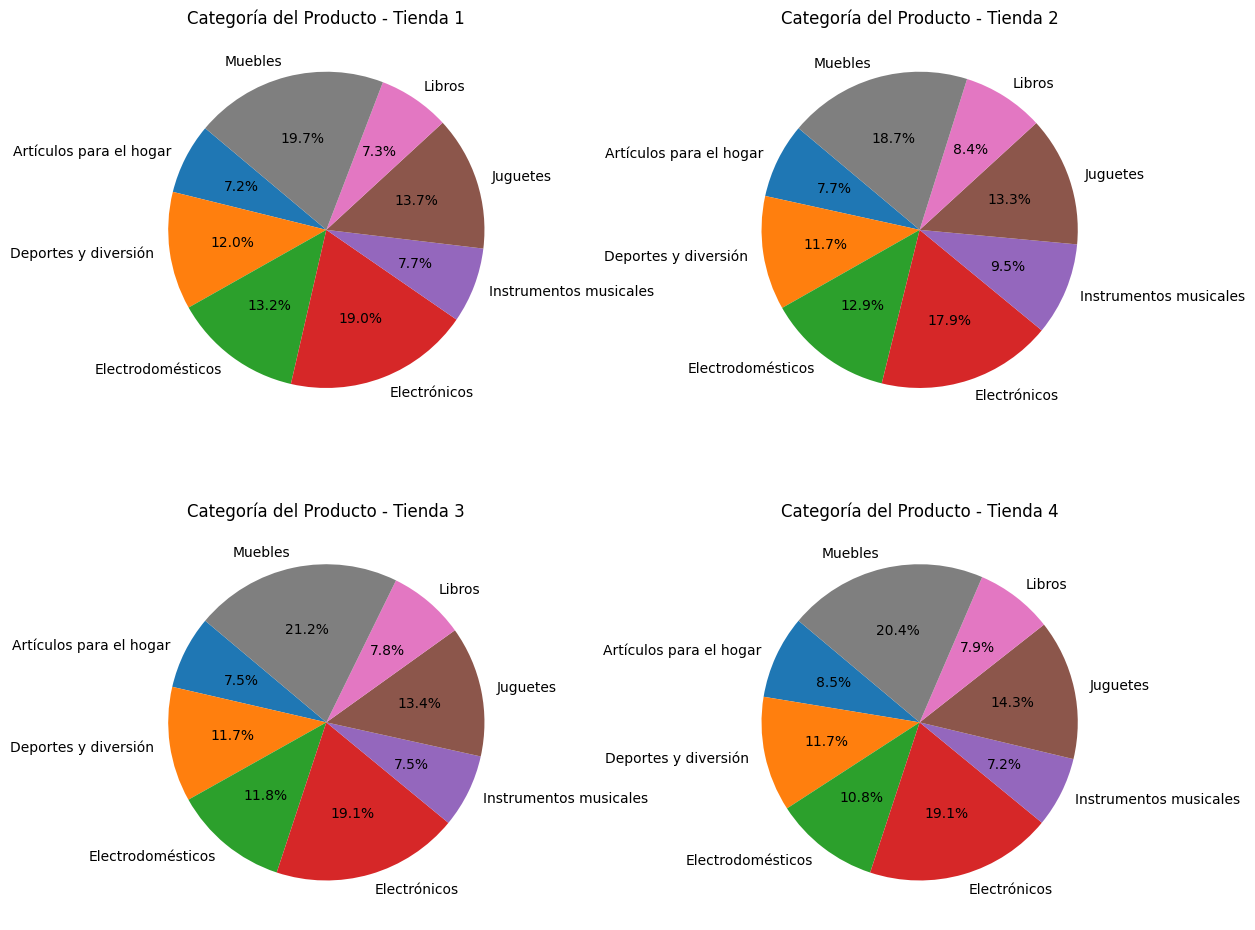 Categoría del Producto - Tienda 1
Muebles
Libros
Artículos para el hogar
19.7%
7.3%
Juguetes
7.2%
13.7%
Deportes y diversión
12.0%
7.7%
Instrumentos musicales
13.2%
19.0%
Electrodomésticos
Electrónicos
Categoría del Producto - Tienda 2
Muebles
Libros
Artículos para el hogar
18.7%
8.4%
Juguetes
7.7%
13.3%
Deportes y diversión
11.7%
9.5%
Instrumentos musicales
12.9%
17.9%
Electrodomésticos
Electrónicos
Categoría del Producto - Tienda 3
Muebles
Libros
Artículos para el hogar
21.2%
7.8%
Juguetes
7.5%
13.4%
Deportes y diversión
11.7%
7.5%
Instrumentos musicales
11.8%
19.1%
Electrodomésticos
Electrónicos
Categoría del Producto - Tienda 4
Muebles
Libros
Artículos para el hogar
20.4%
7.9%
Juguetes
8.5%
14.3%
Deportes y diversión
11.7%
7.2%
Instrumentos musicales
10.8%
19.1%
Electrodomésticos
Electrónicos